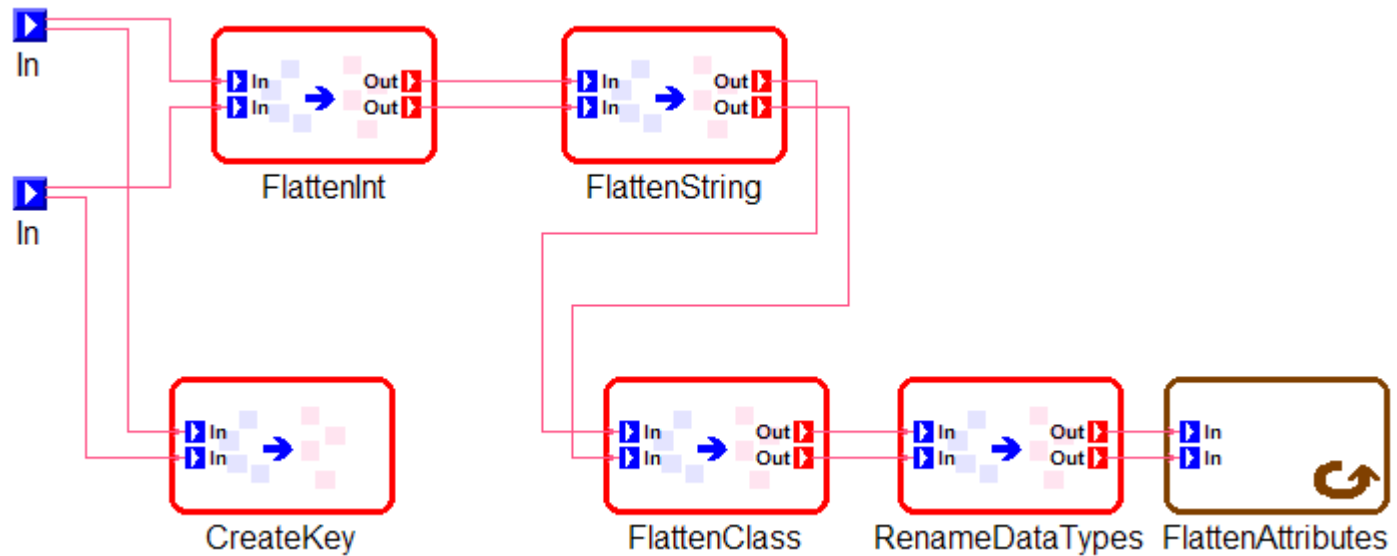 In
In Out In Out
In Out In Out
FlattenInt FlattenString
In
In In Out In Out In
In In Out In Out In
CreateKey FlattenClass RenameDataTypes FlattenAttributes